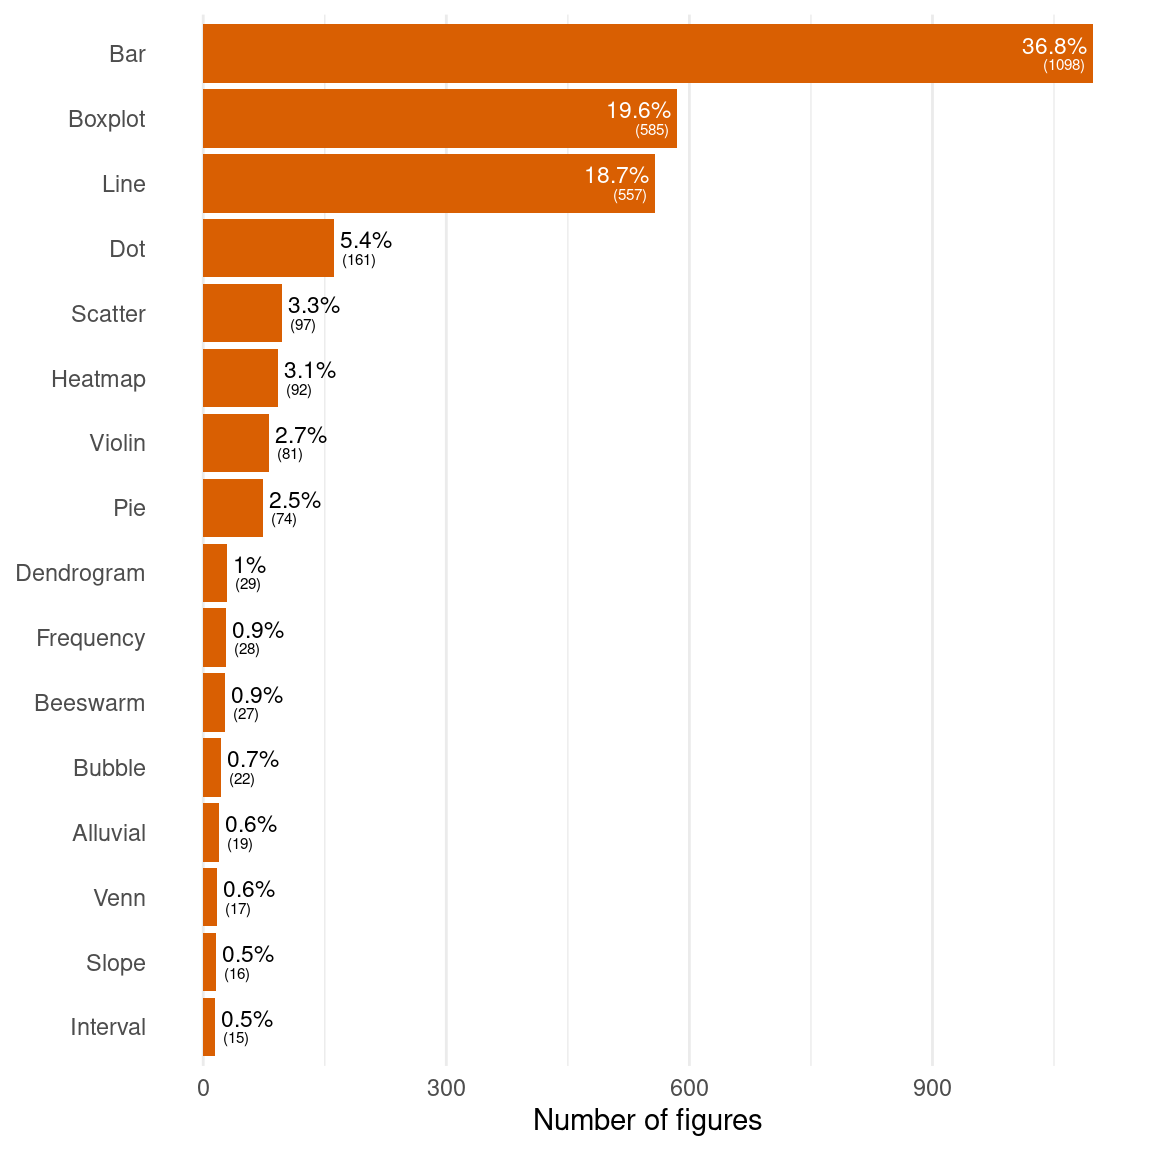 Bar
36.8%
(1098)
Boxplot
19.6%
(585)
Line
18.7%
(557)
Dot
5.4%
(161)
Scatter
3.3%
(97)
Heatmap
3.1%
(92)
Violin
2.7%
(81)
Pie
2.5%
(74)
Dendrogram
1%
(29)
Frequency
0.9%
(28)
Beeswarm
0.9%
(27)
Bubble
0.7%
(22)
Alluvial
0.6%
(19)
Venn
0.6%
(17)
Slope
0.5%
(16)
Interval
0.5%
(15)
0 300 600 900
Number of figures